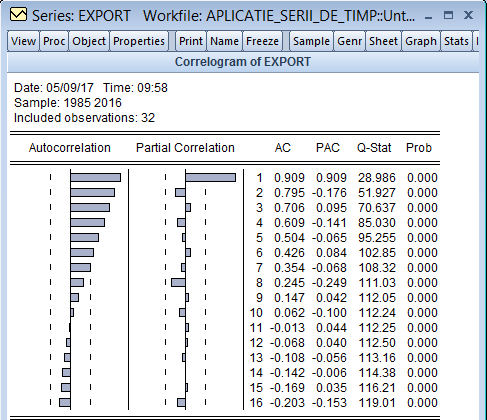 Series: EXPORT Workfile: APLICATIE_SERII_DE_TIMP::Unt...
View Proc Object Properties Print Name Freeze Sample Genr Sheet Graph Stats
Correlogram of EXPORT
Date: 05/09/17 Time: 09:58
Sample: 1985 2016
Included observations: 32
Autocorrelation Partial Correlation AC PAC Q-Stat Prob
1 0.909 0.909 28.986 0.000
2 0.795 -0.176 51.927 0.000
3 0.706 0.095 70.637 0.000
4 0.609 -0.141 85.030 0.000
5 0.504 -0.065 95.255 0.000
6 0.426 0.084 102.85 0.000
7 0.354 -0.068 108.32 0.000
8 0.245 -0.249 111.03 0.000
9 0.147 0.042 112.05 0.000
10 0.062 -0.100 112.24 0.000
11 -0.013 0.044 112.25 0.000
12 -0.068 0.040 112.50 0.000
13 -0.108 -0.056 113.16 0.000
14 -0.142 -0.006 114.38 0.000
15 -0.169 0.035 116.21 0.000
16 -0.203 -0.153 119.01 0.000